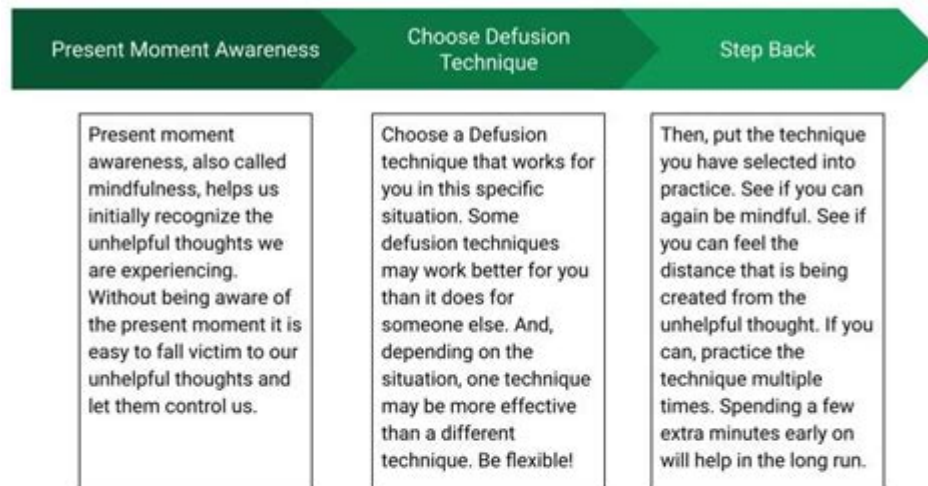 Present Moment Awareness
Choose Defusion
Technique
Step Back
Present moment
awareness, also called
mindfulness, helps us
initially recognize the
unhelpful thoughts we
are experiencing.
Without being aware of
the present moment it is
easy to fall victim to our
unhelpful thoughts and
let them control us.
Choose a Defusion
technique that works for
you in this specific
situation. Some
defusion techniques
may work better for you
than it does for
someone else. And,
depending on the
situation, one technique
may be more effective
than a different
technique. Be flexible!
Then, put the technique
you have selected into
practice. See if you can
again be mindful. See if
you can feel the
distance that is being
created from the
unhelpful thought. If you
can, practice the
technique multiple
times. Spending a few
extra minutes early on
will help in the long run.